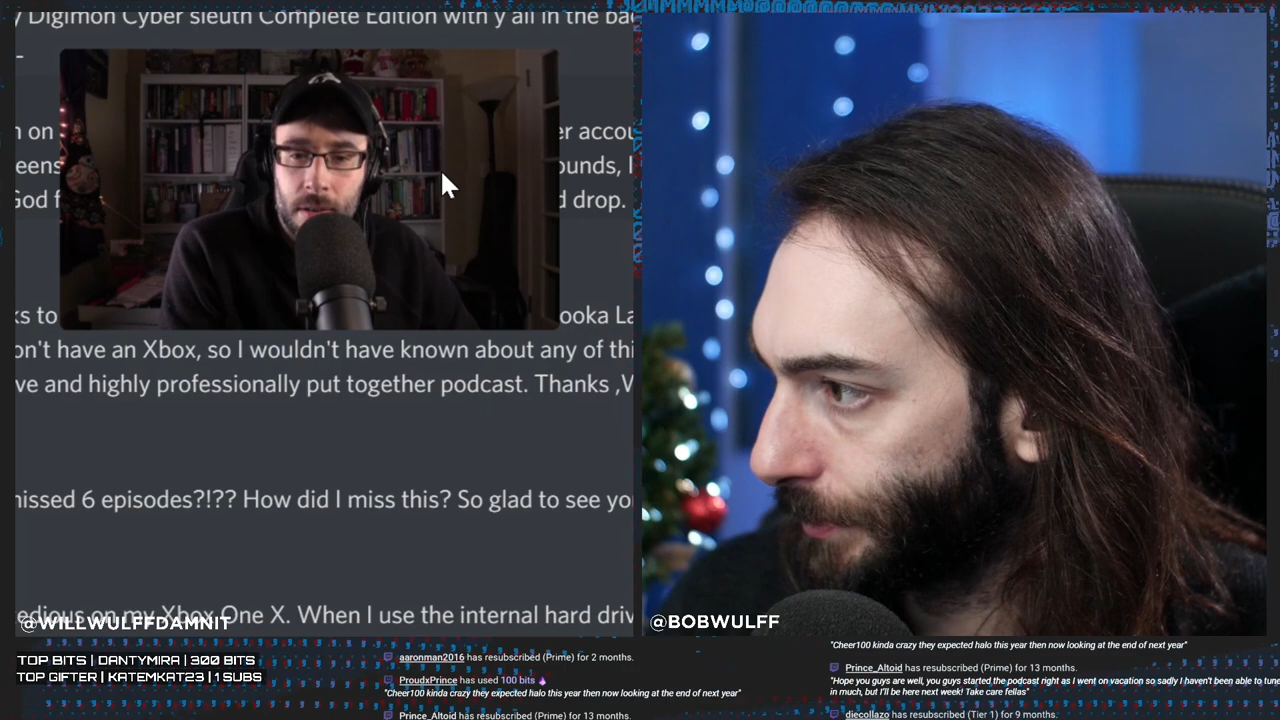 y Digimon Cyber sleuth Complete Edition with y'all in the bac
n on
er accou
eens
ounds, I
God f
d drop.
ks to
ooka La
on't have an Xbox, so I wouldn't have known about any of thi
ve and highly professionally put together podcast. Thanks ,W
nissed 6 episodes?!?? How did I miss this? So glad to see you
edious on my Xbox One X. When I use the internal hard driv
@WILLWULFFDAMNIT
@BOBWULFF
TOP BITS | DANTYMIRA | 300 BITS
TOP GIFTER | KATEMKAT23 | 1 SUBS
aaronman2016 has resubscribed (Prime) for 2 months.
ProudxPrince has used 100 bits
"Cheer100 kinda crazy they expected halo this year then now looking at the end of next year"
Prince_Altoid has resubscribed (Prime) for 13 months.
"Cheer100 kinda crazy they expected halo this year then now looking at the end of next year"
Prince_Altoid has resubscribed (Prime) for 13 months.
"Hope you guys are well, you guys started the podcast right as I went on vacation so sadly I haven't been able to tune
in much, but I'll be here next week! Take care fellas"
diecollazo has resubscribed (Tier 1) for 9 months.